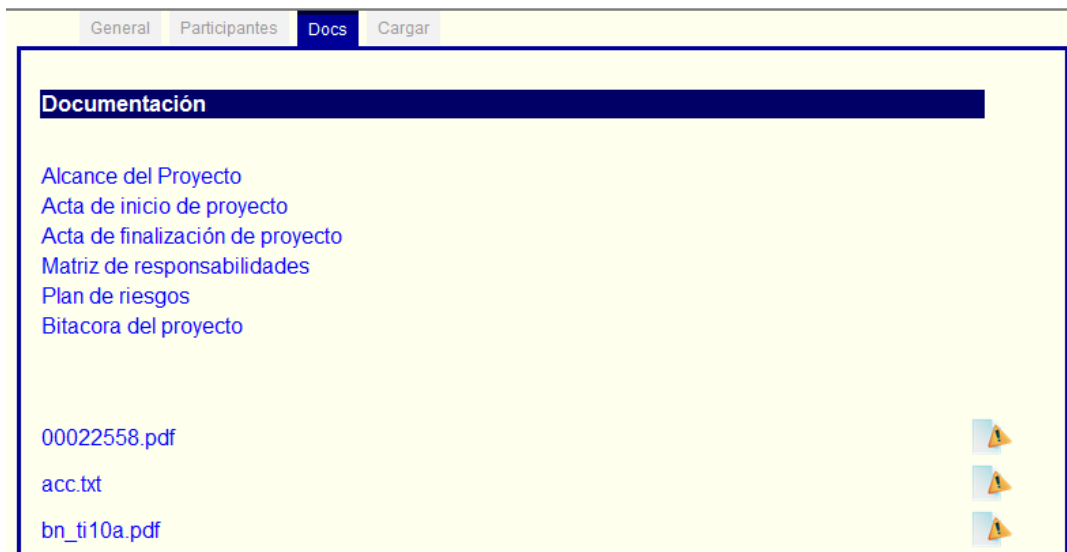 General Participantes Docs Cargar
Documentación
Alcance del Proyecto
Acta de inicio de proyecto
Acta de finalización de proyecto
Matriz de responsabilidades
Plan de riesgos
Bitacora del proyecto
00022558.pdf
acc.txt
bn_ti10a.pdf